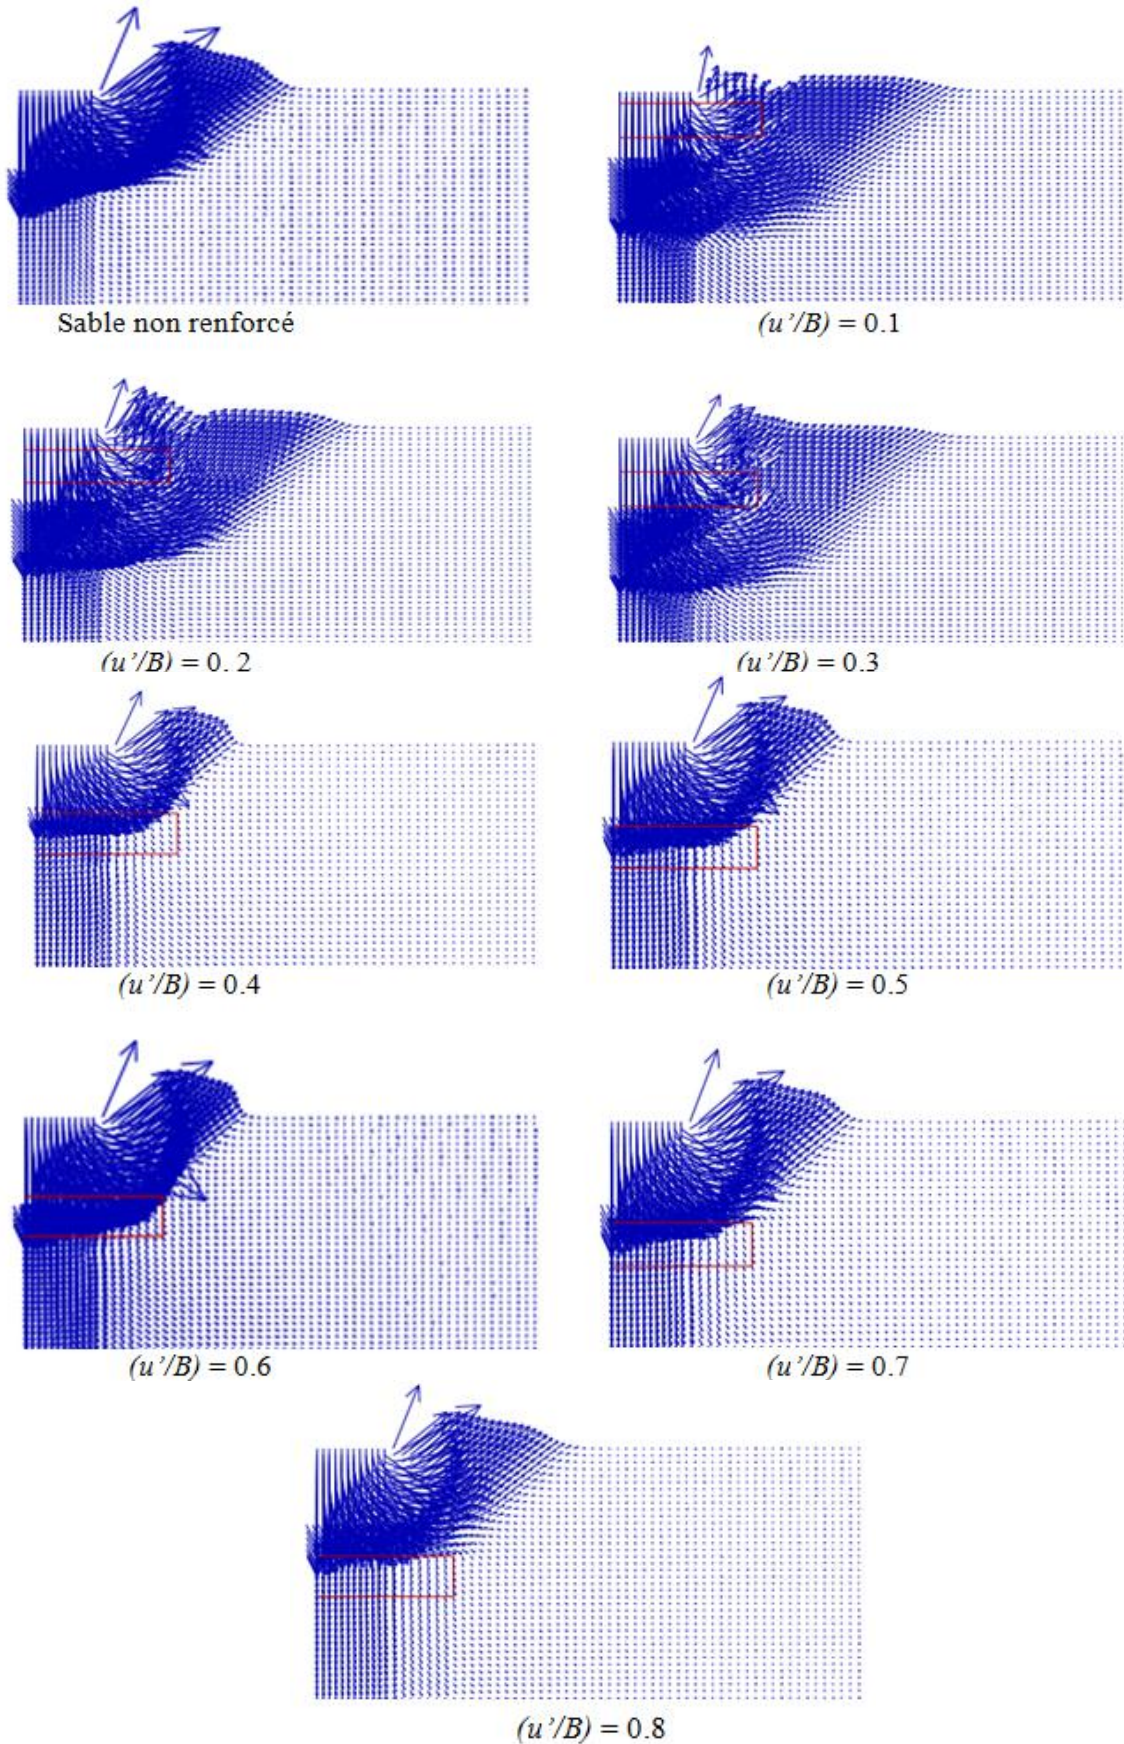 Sable non renforcé
(u’/B) = 0.1
(u’/B) = 0. 2
(u’/B) = 0.3
(u’/B) = 0.4
(u’/B) = 0.5
(u’/B) = 0.6
(u’/B) = 0.7
(u’/B) = 0.8